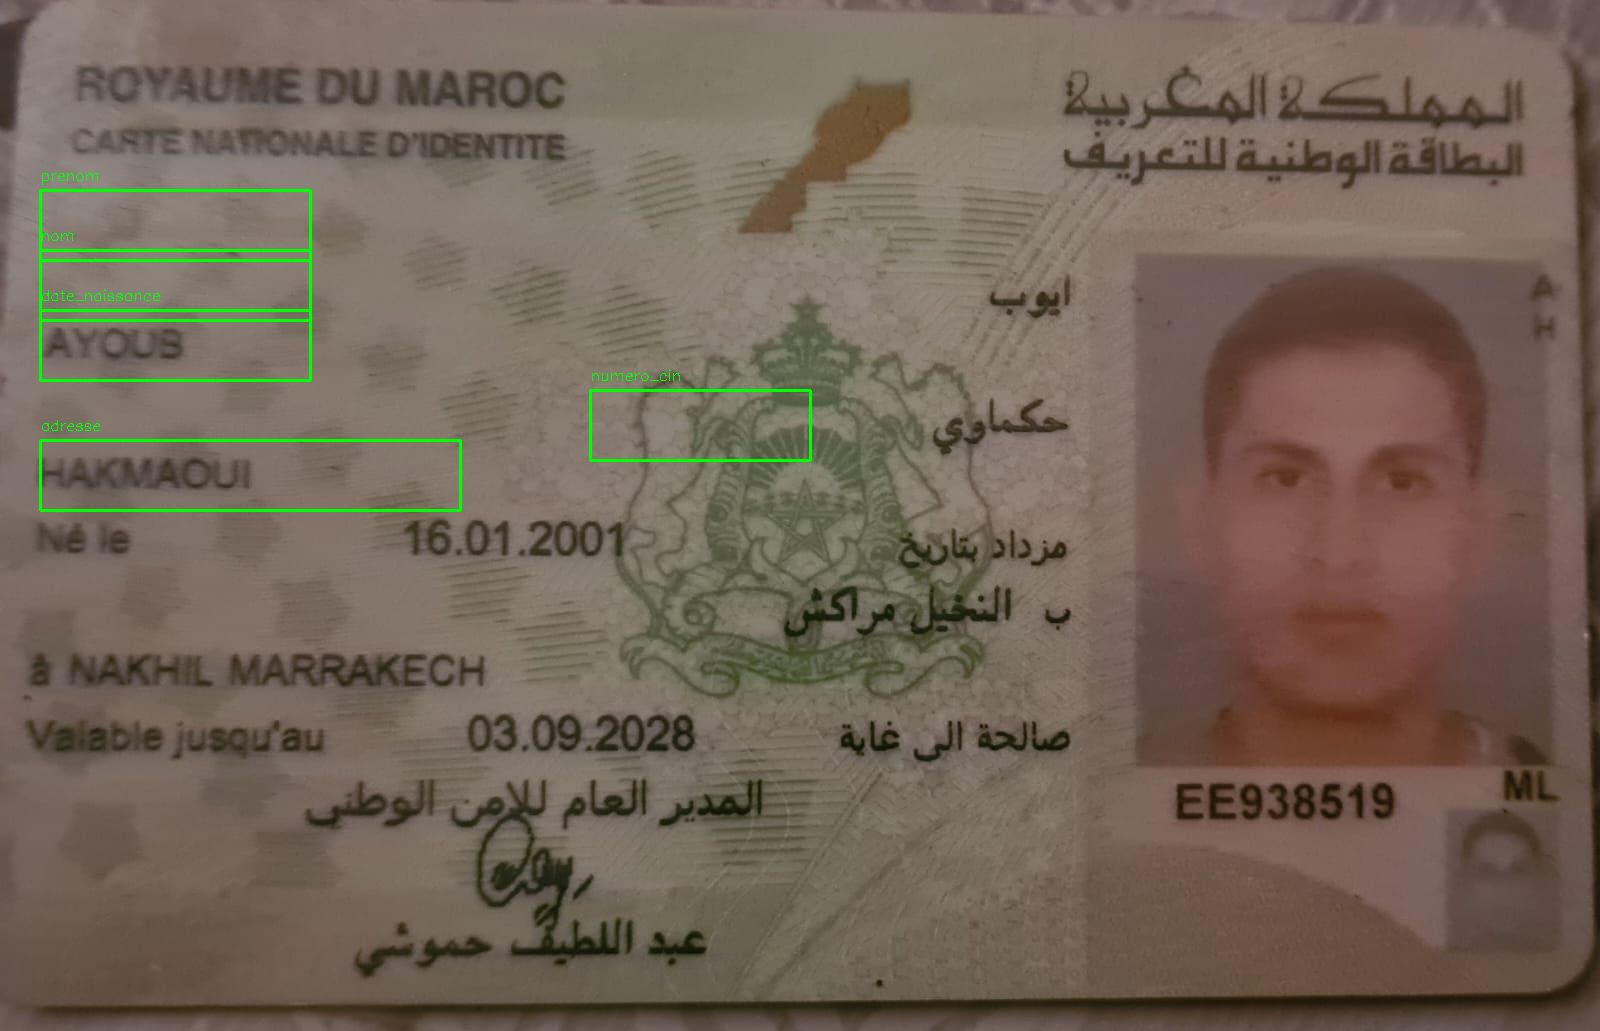 ROYAUME DU MAROC
المملكة المغربية
CARTE NATIONALE D'IDENTITE
البطاقة الوطنية للتعريف
prenom
nom
ايوب
date_naissance
AYOUB
numero_cin
حكماوي
adresse
HAKMAOUI
Né le 16.01.2001 مزداد بتاريخ
ب النخيل مراكش
à NAKHIL MARRAKECH
Valable jusqu'au 03.09.2028 صالحة الى غاية
المدير العام للامن الوطني
عبد اللطيف حموشي
A
H
EE938519
ML